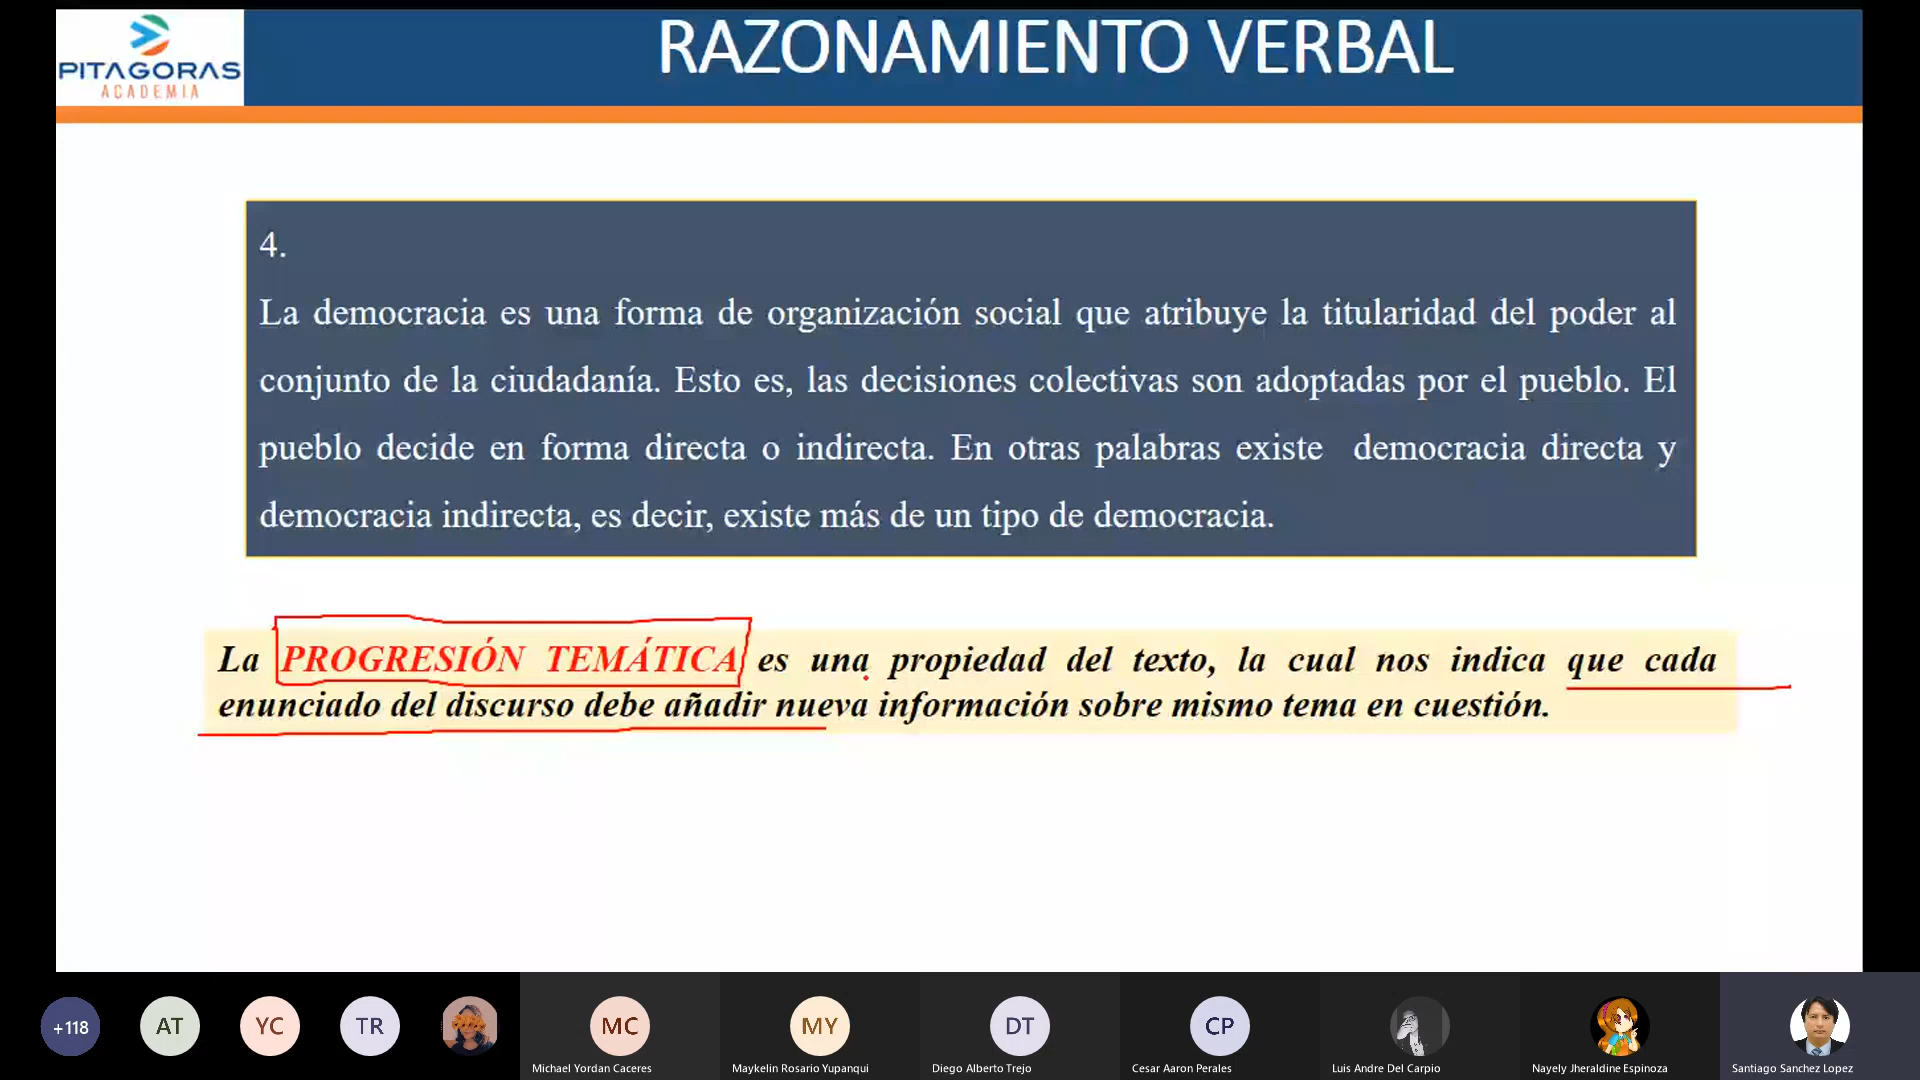 PITAGORAS
ACADEMIA
RAZONAMIENTO VERBAL
4.
La democracia es una forma de organización social que atribuye la titularidad del poder al
conjunto de la ciudadanía. Esto es, las decisiones colectivas son adoptadas por el pueblo. El
pueblo decide en forma directa o indirecta. En otras palabras existe democracia directa y
democracia indirecta, es decir, existe más de un tipo de democracia.
La PROGRESIÓN TEMÁTICA es una propiedad del texto, la cual nos indica que cada
enunciado del discurso debe añadir nueva información sobre mismo tema en cuestión.
+118
AT
YC
TR
MC
MY
DT
CP
Michael Yordan Caceres
Maykelin Rosario Yupanqui
Diego Alberto Trejo
Cesar Aaron Perales
Luis Andre Del Carpio
Nayely Jheraldine Espinoza
Santiago Sanchez Lopez